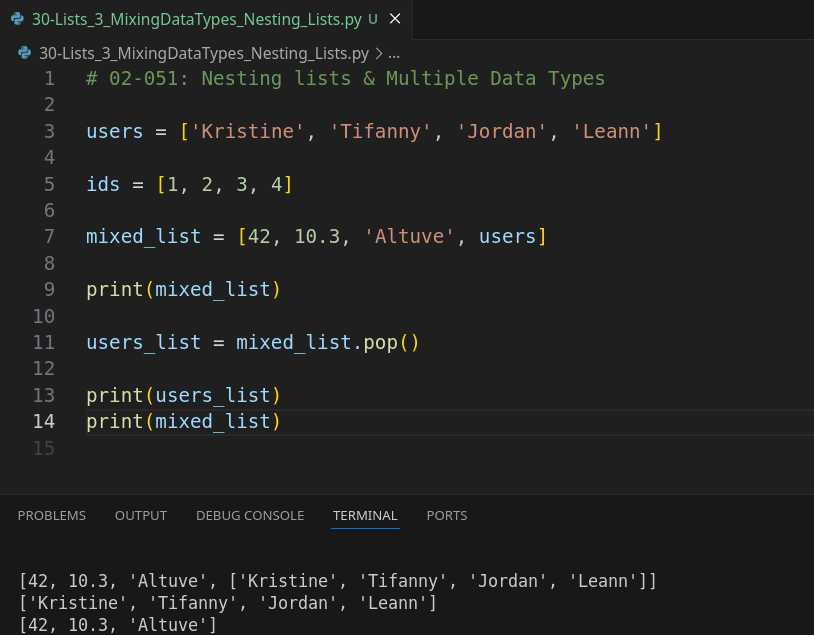 30-Lists_3_MixingDataTypes_Nesting_Lists.py U ×
30-Lists_3_MixingDataTypes_Nesting_Lists.py > ...
1 # 02-051: Nesting lists & Multiple Data Types
2
3 users = ['Kristine', 'Tifanny', 'Jordan', 'Leann']
4
5 ids = [1, 2, 3, 4]
6
7 mixed_list = [42, 10.3, 'Altuve', users]
8
9 print(mixed_list)
10
11 users_list = mixed_list.pop()
12
13 print(users_list)
14 print(mixed_list)
15
PROBLEMS OUTPUT DEBUG CONSOLE TERMINAL PORTS
[42, 10.3, 'Altuve', ['Kristine', 'Tifanny', 'Jordan', 'Leann']]
['Kristine', 'Tifanny', 'Jordan', 'Leann']
[42, 10.3, 'Altuve']